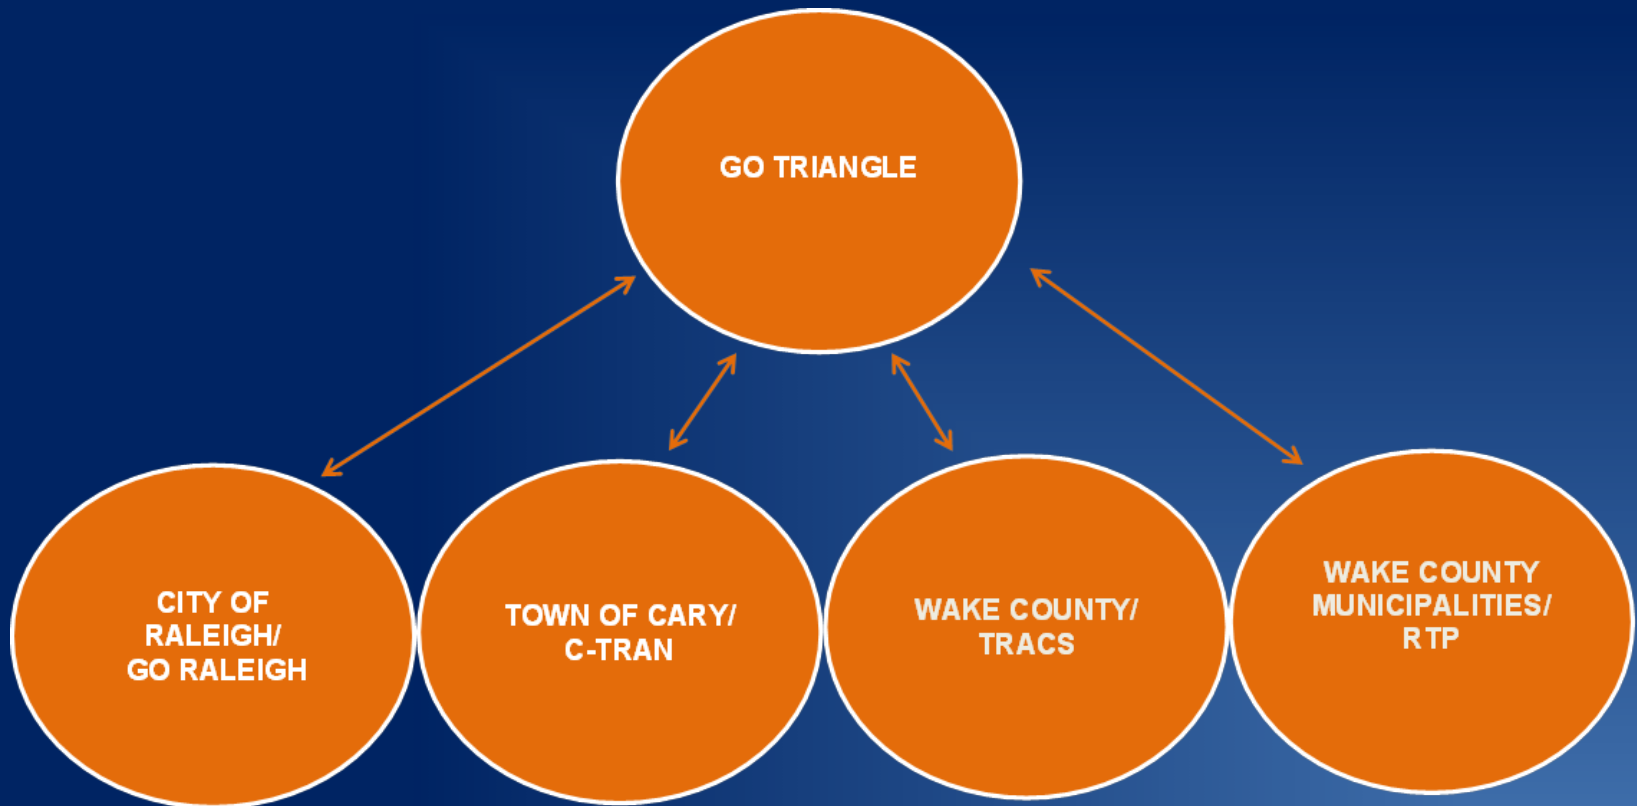 GO TRIANGLE
CITY OF
RALEIGH/
GO RALEIGH
TOWN OF CARY/
C-TRAN
WAKE COUNTY/
TRACS
WAKE COUNTY
MUNICIPALITIES/
RTP